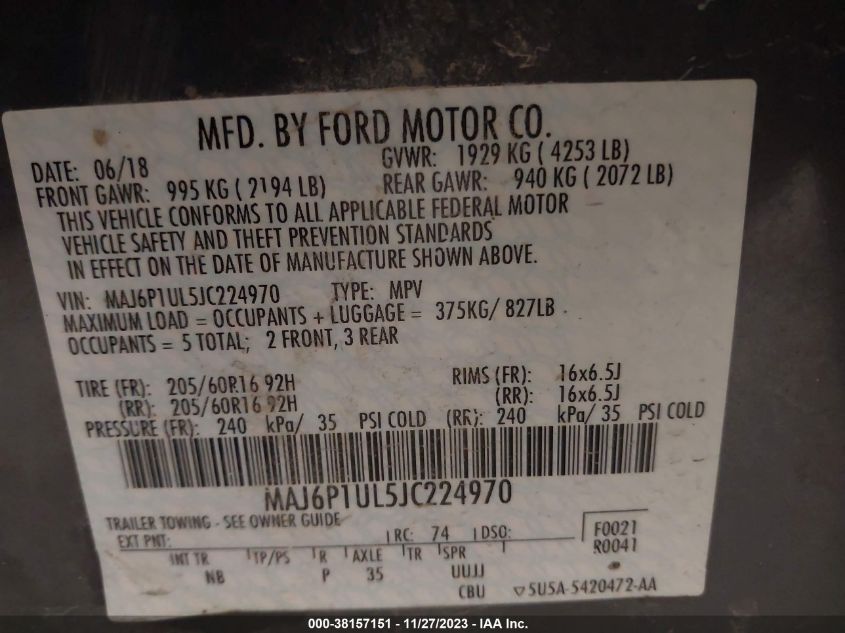 MFD. BY FORD MOTOR CO.
DATE: 06/18 GVWR: 1929 KG ( 4253 LB)
FRONT GAWR: 995 KG ( 2194 LB) REAR GAWR: 940 KG ( 2072 LB)
THIS VEHICLE CONFORMS TO ALL APPLICABLE FEDERAL MOTOR
VEHICLE SAFETY AND THEFT PREVENTION STANDARDS
IN EFFECT ON THE DATE OF MANUFACTURE SHOWN ABOVE.
VIN: MAJ6P1UL5JC224970 TYPE: MPV
MAXIMUM LOAD = OCCUPANTS + LUGGAGE = 375KG/ 827LB
OCCUPANTS = 5 TOTAL; 2 FRONT, 3 REAR
TIRE (FR): 205/60R16 92H RIMS (FR): 16x6.5J
(RR): 205/60R16 92H (RR): 16x6.5J
PRESSURE (FR): 240 kPa/ 35 PSI COLD (RR): 240 kPa/ 35 PSI COLD
MAJ6P1UL5JC224970
TRAILER TOWING - SEE OWNER GUIDE
EXT PNT: RC: 74 DSO: F0021
R0041
INT TR TP/PS R AXLE TR SPR
NB P 35 UUJJ
CBU 5U5A-5420472-AA
000-38157151 - 11/27/2023 - IAA Inc.